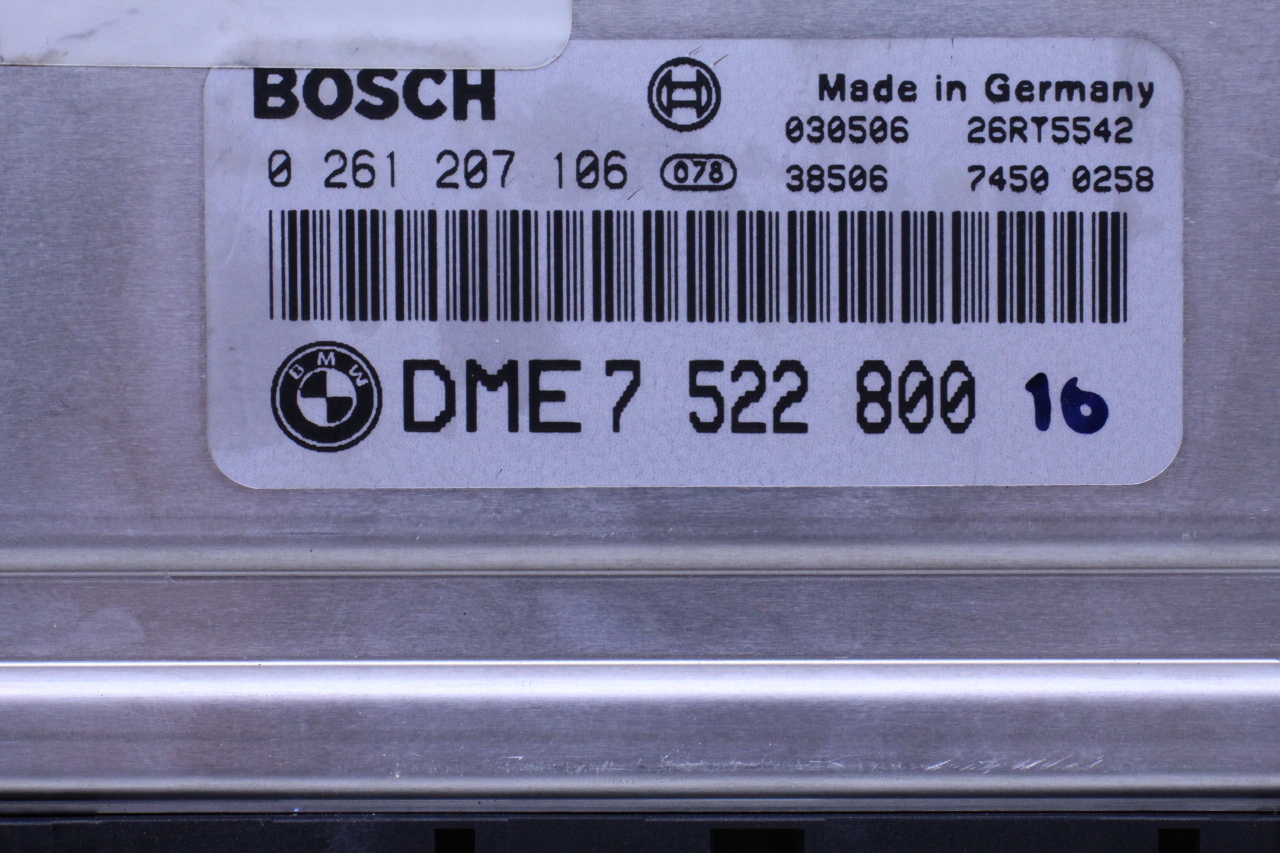 BOSCH
Made in Germany
030506 26RT5542
0 261 207 106 078 38506 7450 0258
BMW DME 7 522 800 16